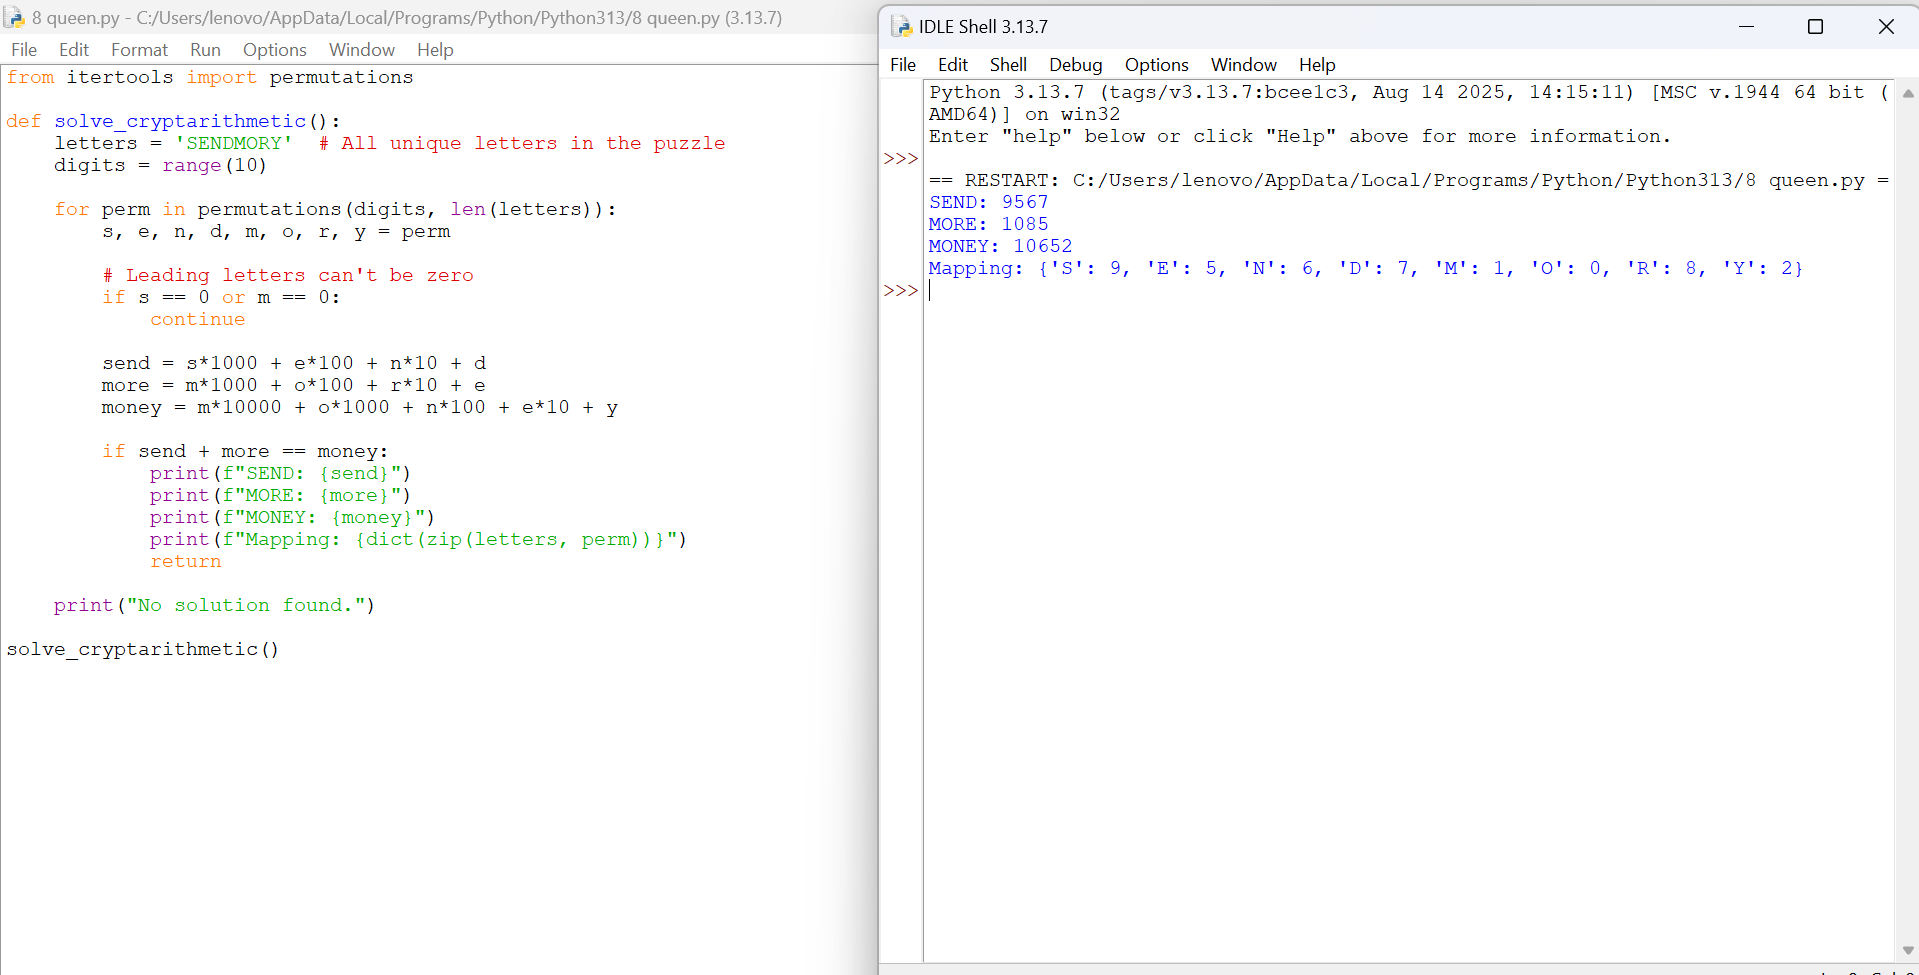 8 queen.py - C:/Users/lenovo/AppData/Local/Programs/Python/Python313/8 queen.py (3.13.7)
File Edit Format Run Options Window Help
from itertools import permutations

def solve_cryptarithmetic():
    letters = 'SENDMORY'  # All unique letters in the puzzle
    digits = range(10)

    for perm in permutations(digits, len(letters)):
        s, e, n, d, m, o, r, y = perm

        # Leading letters can't be zero
        if s == 0 or m == 0:
            continue

        send = s*1000 + e*100 + n*10 + d
        more = m*1000 + o*100 + r*10 + e
        money = m*10000 + o*1000 + n*100 + e*10 + y

        if send + more == money:
            print(f"SEND: {send}")
            print(f"MORE: {more}")
            print(f"MONEY: {money}")
            print(f"Mapping: {dict(zip(letters, perm))}")
            return

    print("No solution found.")

solve_cryptarithmetic()
IDLE Shell 3.13.7
File Edit Shell Debug Options Window Help
Python 3.13.7 (tags/v3.13.7:bcee1c3, Aug 14 2025, 14:15:11) [MSC v.1944 64 bit (
AMD64)] on win32
Enter "help" below or click "Help" above for more information.
>>>
== RESTART: C:/Users/lenovo/AppData/Local/Programs/Python/Python313/8 queen.py =
SEND: 9567
MORE: 1085
MONEY: 10652
Mapping: {'S': 9, 'E': 5, 'N': 6, 'D': 7, 'M': 1, 'O': 0, 'R': 8, 'Y': 2}
>>>